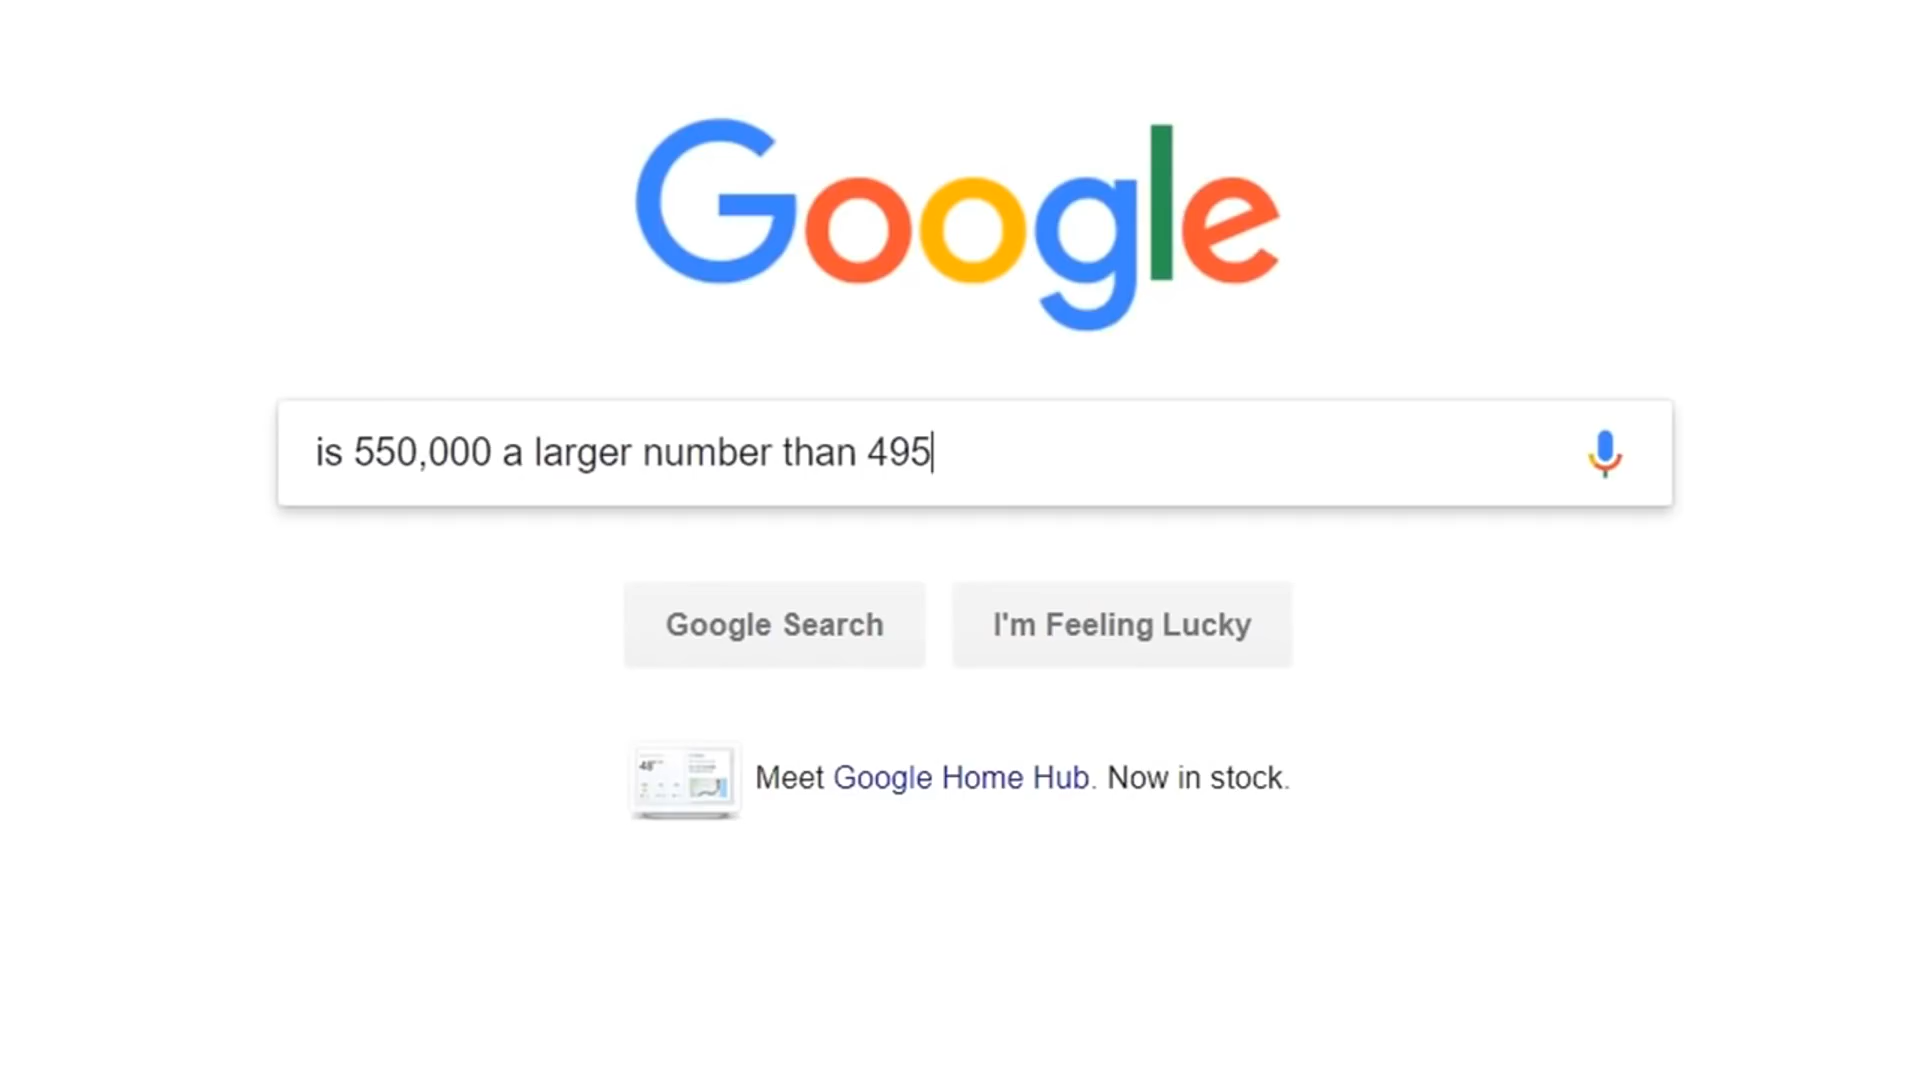 Google
is 550,000 a larger number than 495
Google Search
I'm Feeling Lucky
48°
Meet Google Home Hub. Now in stock.